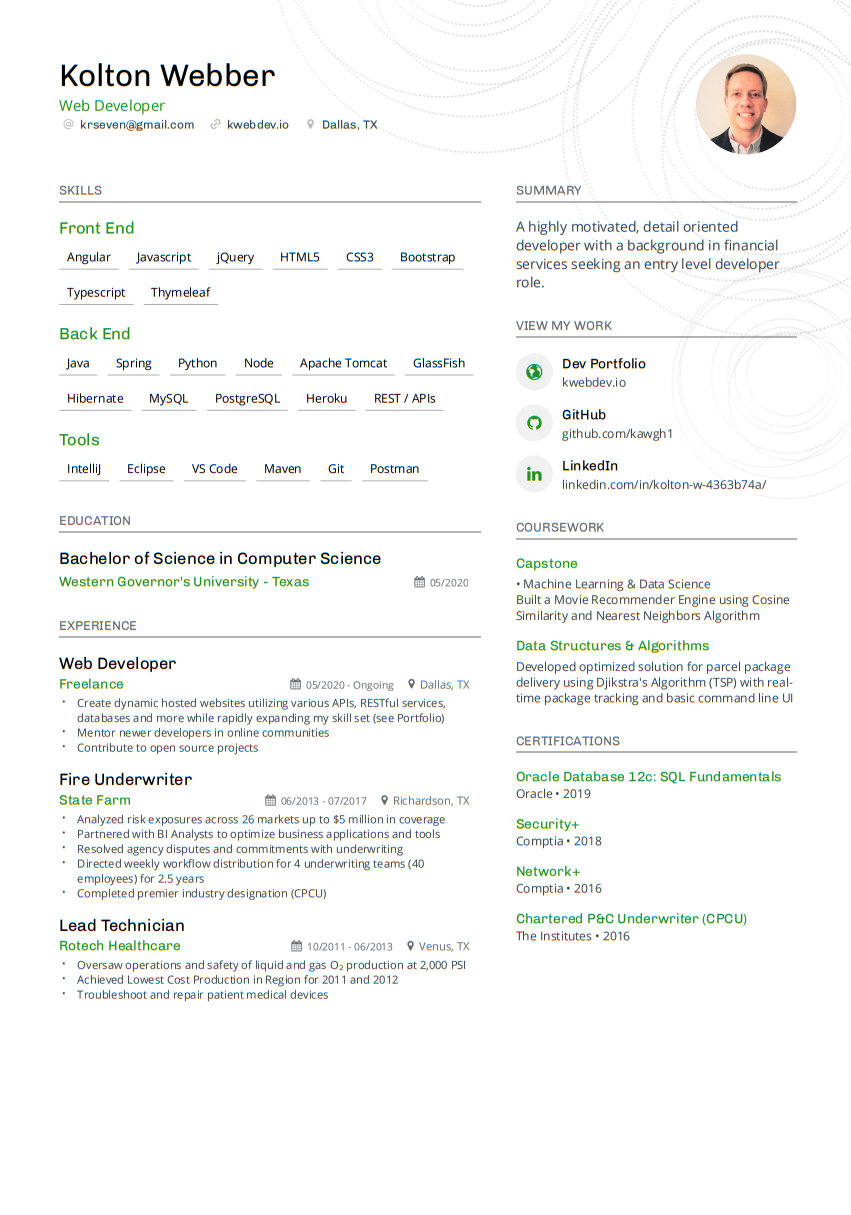 Kolton Webber
Web Developer
krseven@gmail.com kwebdev.io Dallas, TX
SKILLS
Front End
Angular Javascript jQuery HTML5 CSS3 Bootstrap
Typescript Thymeleaf
Back End
Java Spring Python Node Apache Tomcat GlassFish
Hibernate MySQL PostgreSQL Heroku REST / APIs
Tools
IntelliJ Eclipse VS Code Maven Git Postman
EDUCATION
Bachelor of Science in Computer Science
Western Governor's University - Texas 05/2020
EXPERIENCE
Web Developer
Freelance 05/2020 - Ongoing Dallas, TX
• Create dynamic hosted websites utilizing various APIs, RESTful services,
databases and more while rapidly expanding my skill set (see Portfolio)
• Mentor newer developers in online communities
• Contribute to open source projects
Fire Underwriter
State Farm 06/2013 - 07/2017 Richardson, TX
• Analyzed risk exposures across 26 markets up to $5 million in coverage
• Partnered with BI Analysts to optimize business applications and tools
• Resolved agency disputes and commitments with underwriting
• Directed weekly workflow distribution for 4 underwriting teams (40
employees) for 2.5 years
• Completed premier industry designation (CPCU)
Lead Technician
Rotech Healthcare 10/2011 - 06/2013 Venus, TX
• Oversaw operations and safety of liquid and gas O₂ production at 2,000 PSI
• Achieved Lowest Cost Production in Region for 2011 and 2012
• Troubleshoot and repair patient medical devices
SUMMARY
A highly motivated, detail oriented
developer with a background in financial
services seeking an entry level developer
role.
VIEW MY WORK
Dev Portfolio
kwebdev.io
GitHub
github.com/kawgh1
LinkedIn
linkedin.com/in/kolton-w-4363b74a/
COURSEWORK
Capstone
• Machine Learning & Data Science
Built a Movie Recommender Engine using Cosine
Similarity and Nearest Neighbors Algorithm
Data Structures & Algorithms
Developed optimized solution for parcel package
delivery using Djikstra's Algorithm (TSP) with real-
time package tracking and basic command line UI
CERTIFICATIONS
Oracle Database 12c: SQL Fundamentals
Oracle • 2019
Security+
Comptia • 2018
Network+
Comptia • 2016
Chartered P&C Underwriter (CPCU)
The Institutes • 2016